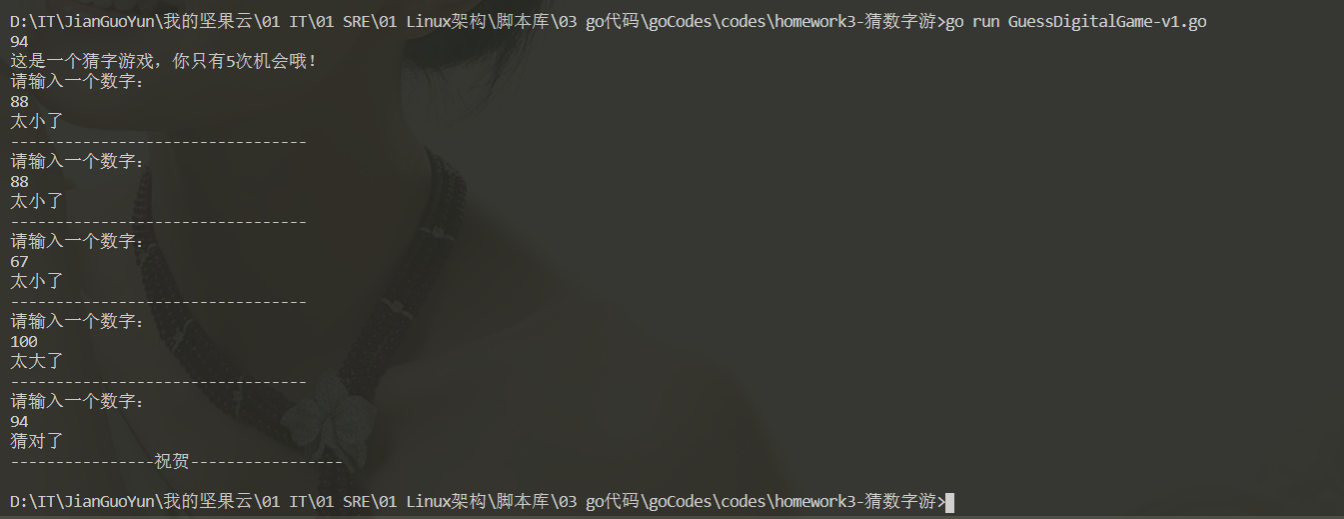 D:\IT\JianGuoYun\我的坚果云\01 IT\01 SRE\01 Linux架构\脚本库\03 go代码\goCodes\codes\homework3-猜数字游>go run GuessDigitalGame-v1.go
94
这是一个猜字游戏，你只有5次机会哦！
请输入一个数字：
88
太小了
---------------------------------
请输入一个数字：
88
太小了
---------------------------------
请输入一个数字：
67
太小了
---------------------------------
请输入一个数字：
100
太大了
---------------------------------
请输入一个数字：
94
猜对了
----------------祝贺-----------------
D:\IT\JianGuoYun\我的坚果云\01 IT\01 SRE\01 Linux架构\脚本库\03 go代码\goCodes\codes\homework3-猜数字游>